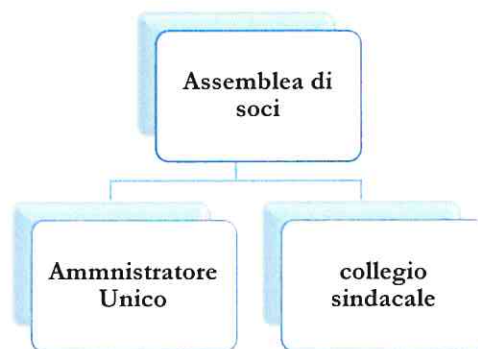 Assemblea di
soci
Ammnistratore
Unico
collegio
sindacale